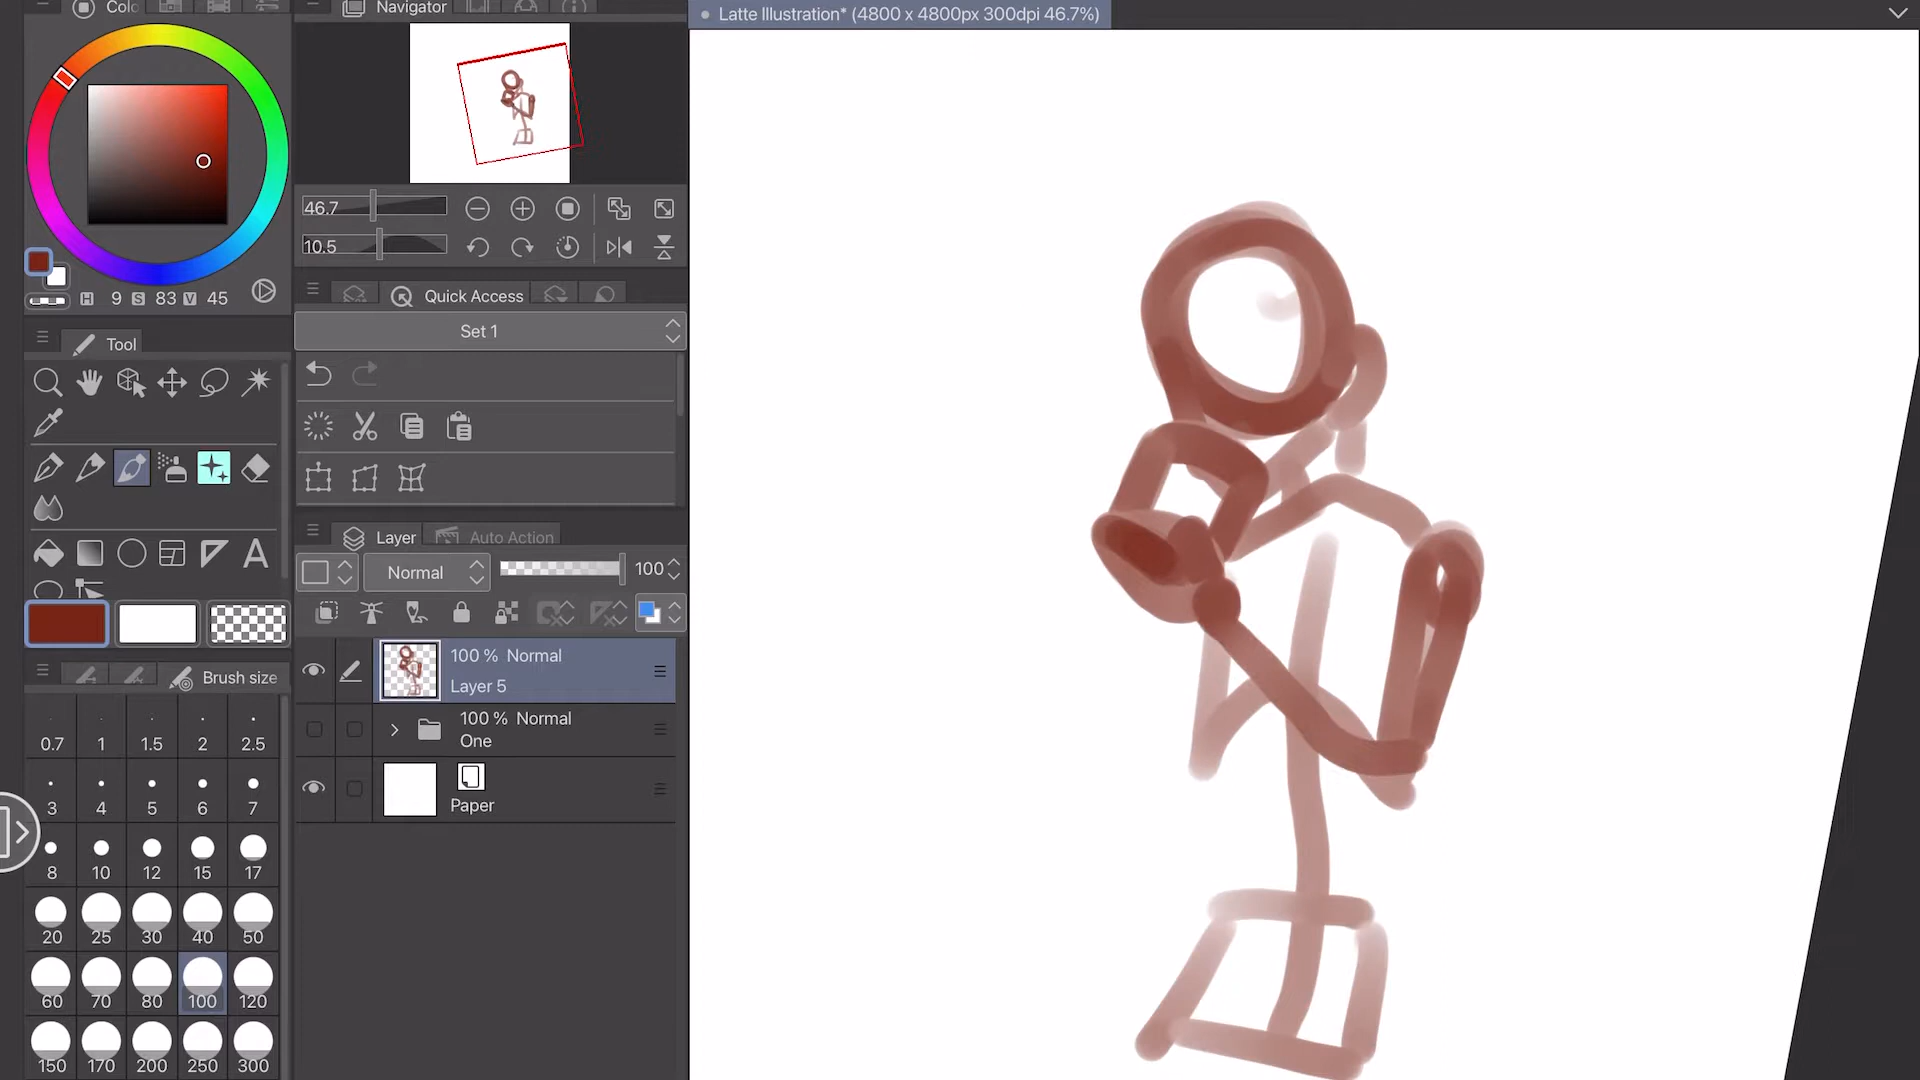 Colo
Navigator
Latte Illustration* (4800 x 4800px 300dpi 46.7%)
46.7
10.5
H 9 S 83 V 45
Quick Access
Set 1
Tool
Layer
Auto Action
Normal
100
100 % Normal
Layer 5
100 % Normal
One
Paper
Brush size
0.7 1 1.5 2 2.5
3 4 5 6 7
8 10 12 15 17
20 25 30 40 50
60 70 80 100 120
150 170 200 250 300